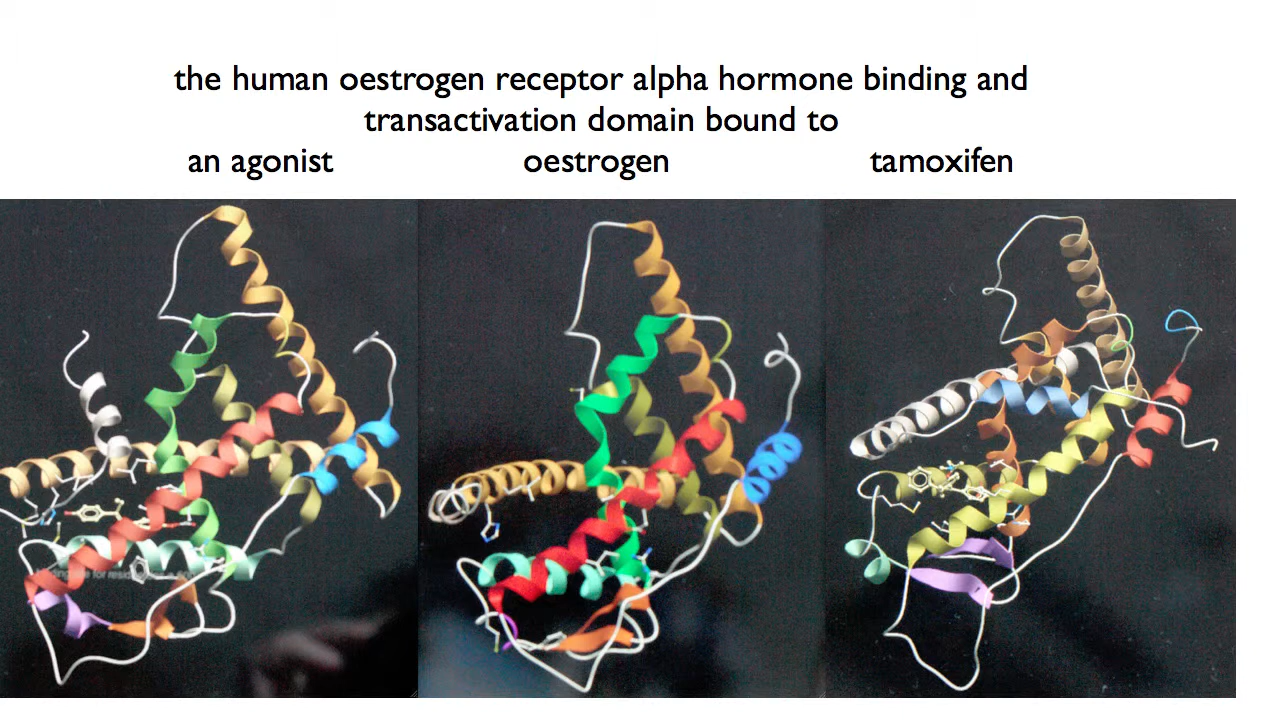 the human oestrogen receptor alpha hormone binding and
transactivation domain bound to
an agonist oestrogen tamoxifen